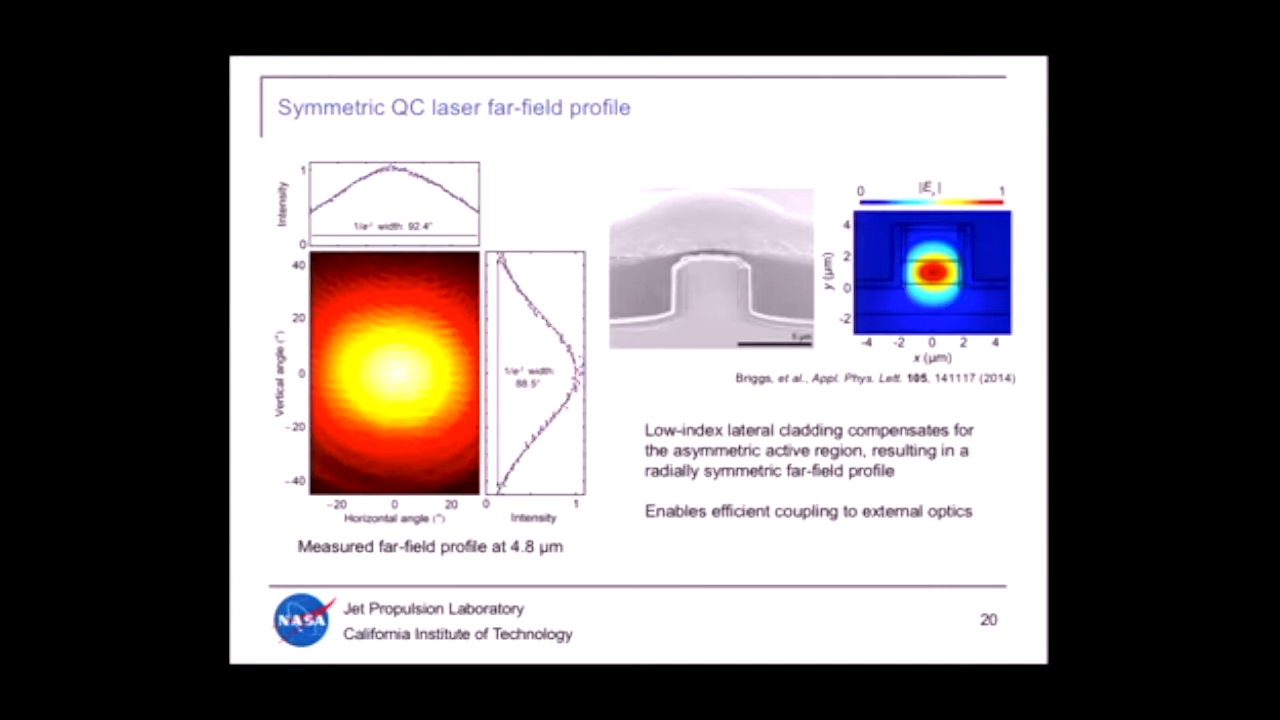 Symmetric QC laser far-field profile
Intensity
1
0
1/e² width: 92.4°
Vertical angle (°)
40
20
0
−20
−40
−20
0
20
Horizontal angle (°)
1/e² width:
88.5°
0
1
Intensity
Measured far-field profile at 4.8 μm
5 μm
0
1
y (μm)
4
2
0
-2
-4
-2
0
2
4
x (μm)
Briggs, et al., Appl. Phys. Lett. 105, 141117 (2014)
Low-index lateral cladding compensates for
the asymmetric active region, resulting in a
radially symmetric far-field profile
Enables efficient coupling to external optics
NASA
Jet Propulsion Laboratory
California Institute of Technology
20